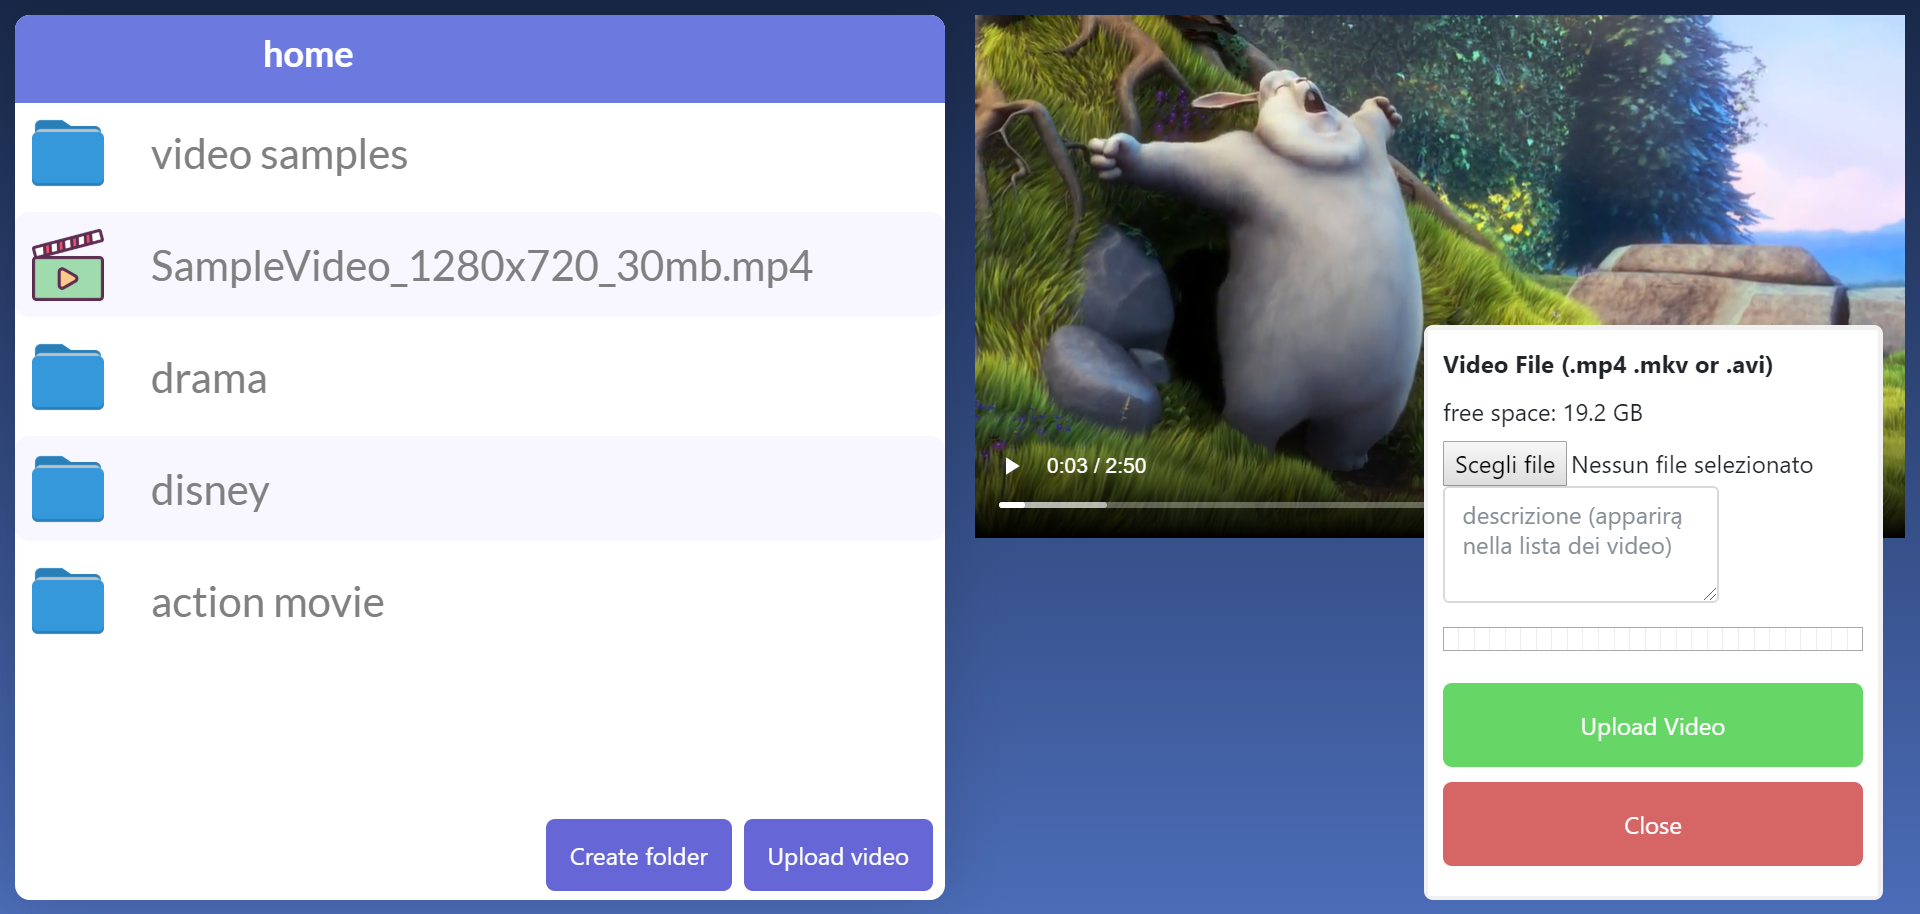 home
video samples
SampleVideo_1280x720_30mb.mp4
drama
disney
action movie
Create folder
Upload video
0:03 / 2:50
Video File (.mp4 .mkv or .avi)
free space: 19.2 GB
Scegli file Nessun file selezionato
descrizione (apparirą
nella lista dei video)
Upload Video
Close